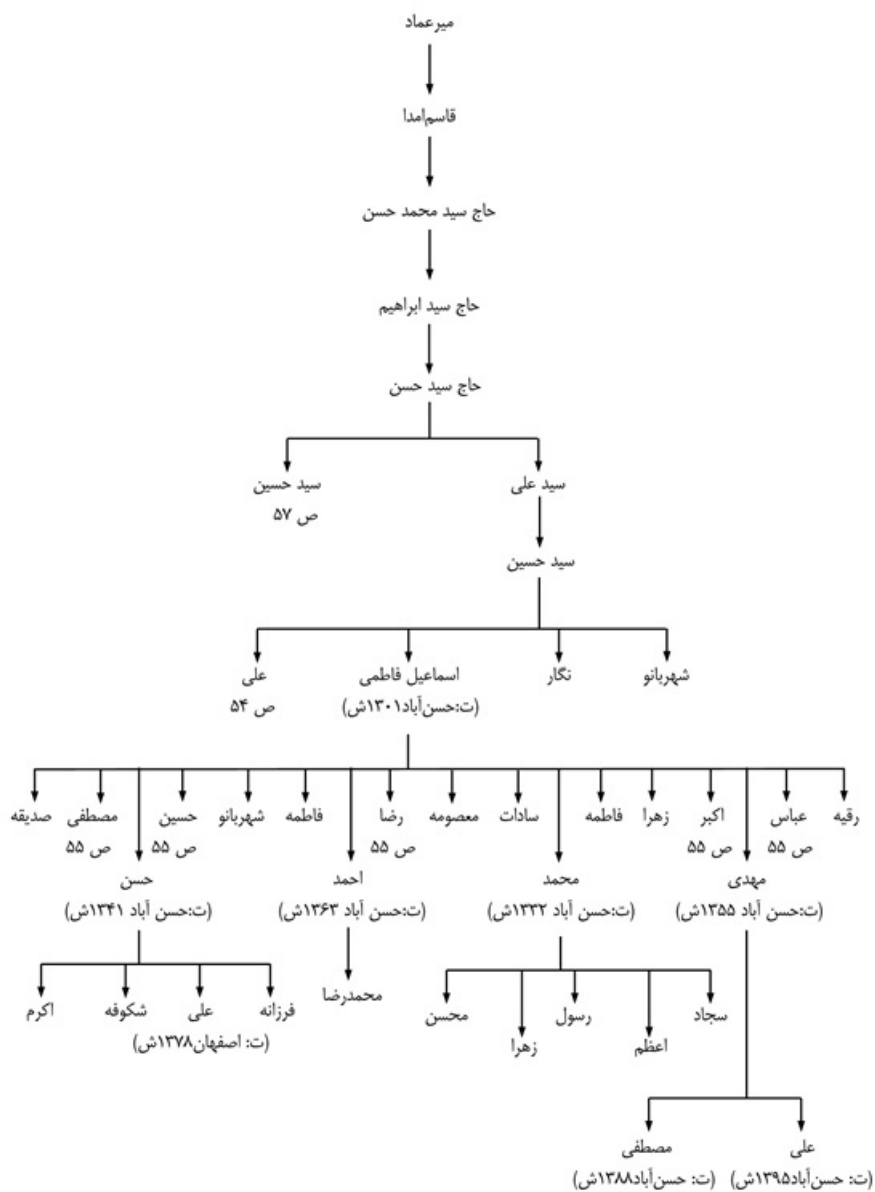 میرعماد
قاسم‌امدا
حاج سید محمد حسن
حاج سید ابراهیم
حاج سید حسن
سید علی
سید حسین
ص ۵۷
سید حسین
شهربانو
نگار
اسماعیل فاطمی
(ت:حسن‌آباد۱۳۰۱ش)
علی
ص ۵۴
رقیه
عباس
ص ۵۵
اکبر
ص ۵۵
زهرا
فاطمه
سادات
معصومه
رضا
ص ۵۵
فاطمه
شهربانو
حسین
ص ۵۵
مصطفی
ص ۵۵
صدیقه
مهدی
(ت:حسن آباد ۱۳۵۵ش)
محمد
(ت:حسن آباد ۱۳۳۲ش)
احمد
(ت:حسن آباد ۱۳۶۳ش)
حسن
(ت:حسن آباد ۱۳۴۱ش)
سجاد
اعظم
رسول
زهرا
محسن
محمدرضا
فرزانه
علی
(ت: اصفهان۱۳۷۸ش)
شکوفه
اکرم
علی
(ت: حسن‌آباد۱۳۹۵ش)
مصطفی
(ت: حسن‌آباد۱۳۸۸ش)